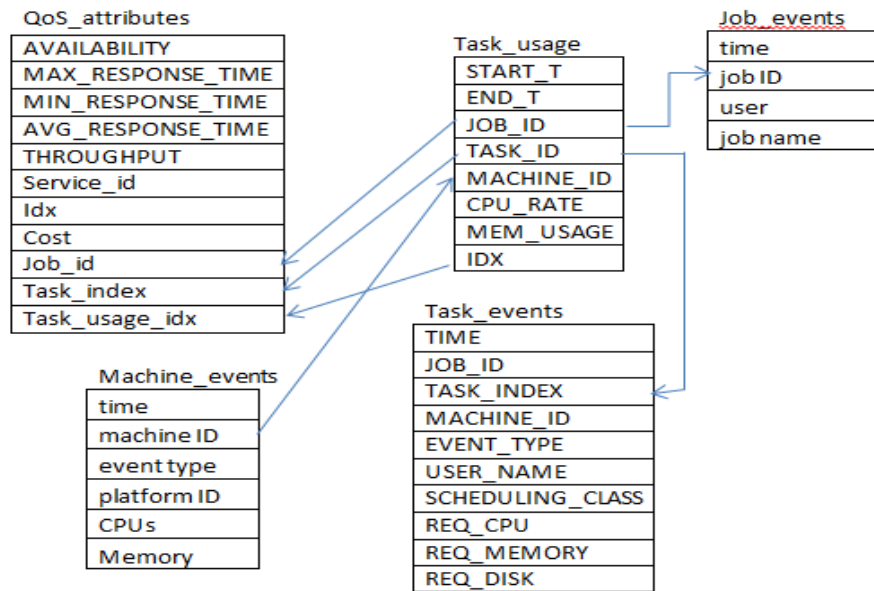 QoS_attributes
AVAILABILITY
MAX_RESPONSE_TIME
MIN_RESPONSE_TIME
AVG_RESPONSE_TIME
THROUGHPUT
Service_id
Idx
Cost
Job_id
Task_index
Task_usage_idx
Task_usage
START_T
END_T
JOB_ID
TASK_ID
MACHINE_ID
CPU_RATE
MEM_USAGE
IDX
Job_events
time
job ID
user
job name
Machine_events
time
machine ID
event type
platform ID
CPUs
Memory
Task_events
TIME
JOB_ID
TASK_INDEX
MACHINE_ID
EVENT_TYPE
USER_NAME
SCHEDULING_CLASS
REQ_CPU
REQ_MEMORY
REQ_DISK